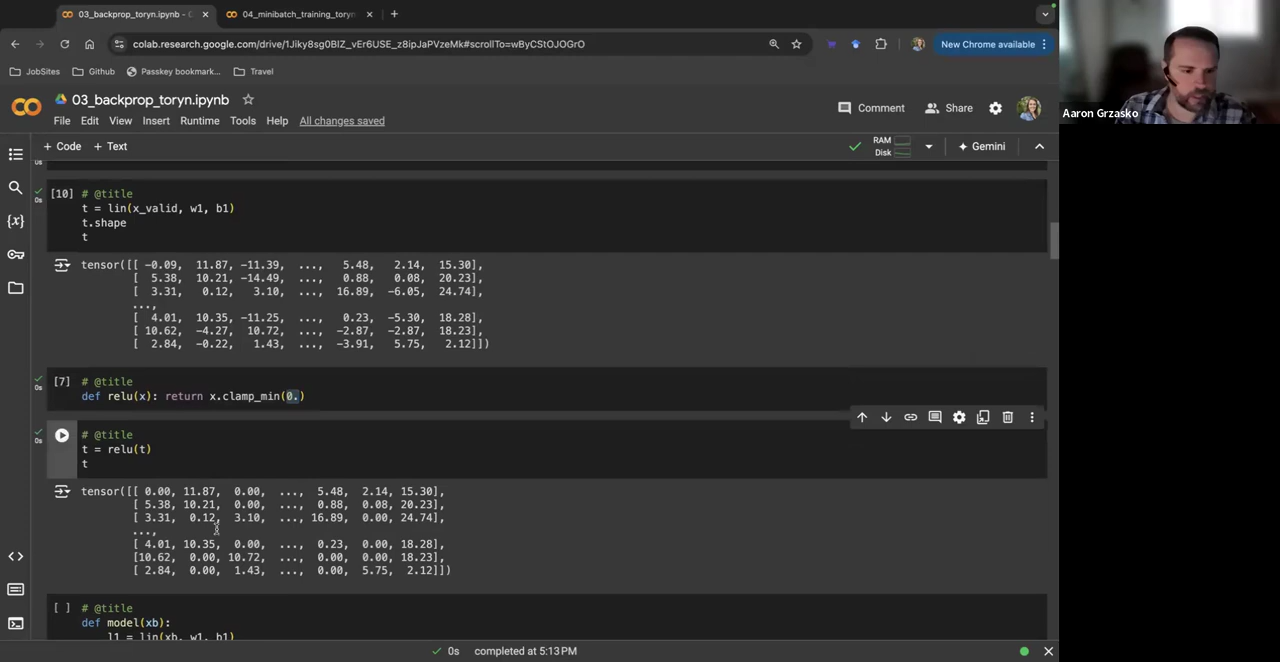 03_backprop_toryn.ipynb - C
04_minibatch_training_toryn
colab.research.google.com/drive/1Jiky8sg0BIZ_vEr6USE_z8ipJaPVzeMk#scrollTo=wByCStOJOGrO
New Chrome available
JobSites
Github
Passkey bookmark...
Travel
Aaron Grzasko
03_backprop_toryn.ipynb
Comment
Share
File Edit View Insert Runtime Tools Help All changes saved
+ Code + Text
RAM
Disk
Gemini
0s
[10] # @title
0s
t = lin(x_valid, w1, b1)
t.shape
t
tensor([[ -0.09, 11.87, -11.39, ..., 5.48, 2.14, 15.30],
[ 5.38, 10.21, -14.49, ..., 0.88, 0.08, 20.23],
[ 3.31, 0.12, 3.10, ..., 16.89, -6.05, 24.74],
...,
[ 4.01, 10.35, -11.25, ..., 0.23, -5.30, 18.28],
[ 10.62, -4.27, 10.72, ..., -2.87, -2.87, 18.23],
[ 2.84, -0.22, 1.43, ..., -3.91, 5.75, 2.12]])
[7] # @title
0s
def relu(x): return x.clamp_min(0.)
# @title
0s
t = relu(t)
t
tensor([[ 0.00, 11.87, 0.00, ..., 5.48, 2.14, 15.30],
[ 5.38, 10.21, 0.00, ..., 0.88, 0.08, 20.23],
[ 3.31, 0.12, 3.10, ..., 16.89, 0.00, 24.74],
...,
[ 4.01, 10.35, 0.00, ..., 0.23, 0.00, 18.28],
[10.62, 0.00, 10.72, ..., 0.00, 0.00, 18.23],
[ 2.84, 0.00, 1.43, ..., 0.00, 5.75, 2.12]])
[ ] # @title
def model(xb):
l1 = lin(xb, w1, b1)
0s completed at 5:13 PM